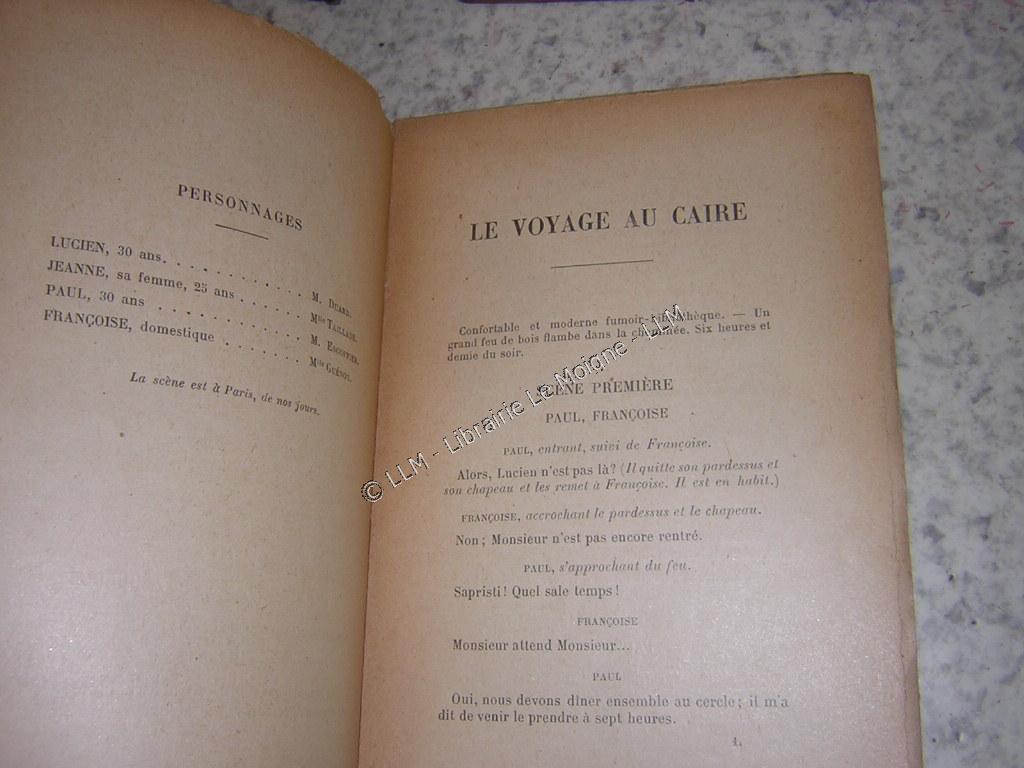 PERSONNAGES
LUCIEN, 30 ans. . . . . . . . . . . . M. DUARD.
JEANNE, sa femme, 25 ans . . . . . Mlle TAILLADE.
PAUL, 30 ans . . . . . . . . . . . . M. ESCOFFIER.
FRANÇOISE, domestique . . . . . . . Mlle GUÉNOT.
La scène est à Paris, de nos jours.
LE VOYAGE AU CAIRE
Confortable et moderne fumoir-bibliothèque. — Un
grand feu de bois flambe dans la cheminée. Six heures et
demie du soir.
SCÈNE PREMIÈRE
PAUL, FRANÇOISE
PAUL, entrant, suivi de Françoise.
Alors, Lucien n'est pas là? (Il quitte son pardessus et
son chapeau et les remet à Françoise. Il est en habit.)
FRANÇOISE, accrochant le pardessus et le chapeau.
Non ; Monsieur n'est pas encore rentré.
PAUL, s'approchant du feu.
Sapristi ! Quel sale temps !
FRANÇOISE
Monsieur attend Monsieur...
PAUL
Oui, nous devons dîner ensemble au cercle ; il m'a
dit de venir le prendre à sept heures.
1.
© LLM - Librairie Le Moigne - LLM